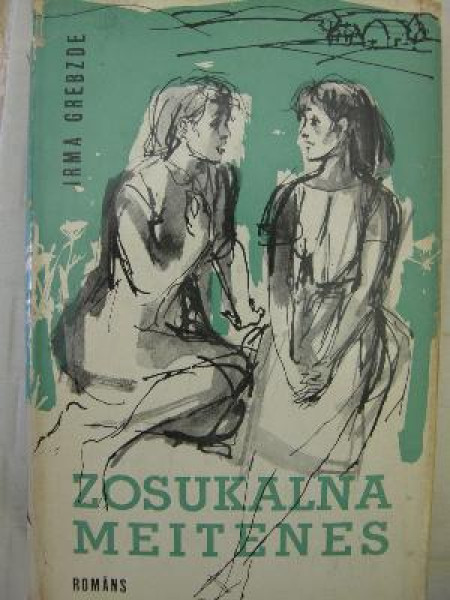 IRMA GREBZDE
ZOSUKALNA
MEITENES
ROMĀNS